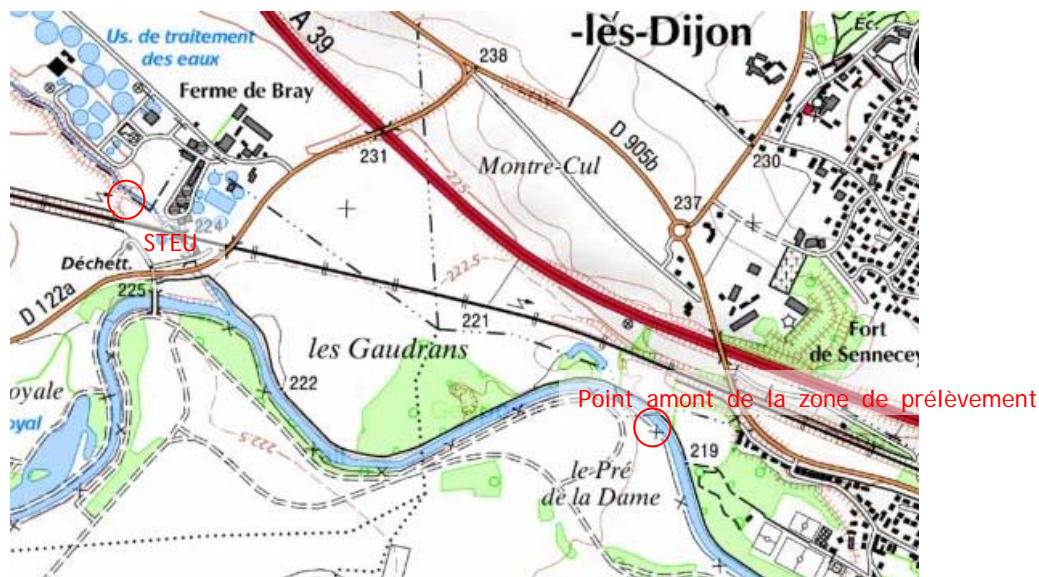 A 39
-lès-Dijon
Éc.
Us. de traitement
des eaux
238
Ferme de Bray
D 905b
231
Montre-Cul
230
225
237
224
STEU
Déchett.
222.5
D 122a
225
221
Fort
de Sennecey
les Gaudrans
222
oyale
Point amont de la zone de prélèvement
oyal
222.5
219
le Pré
de la Dame